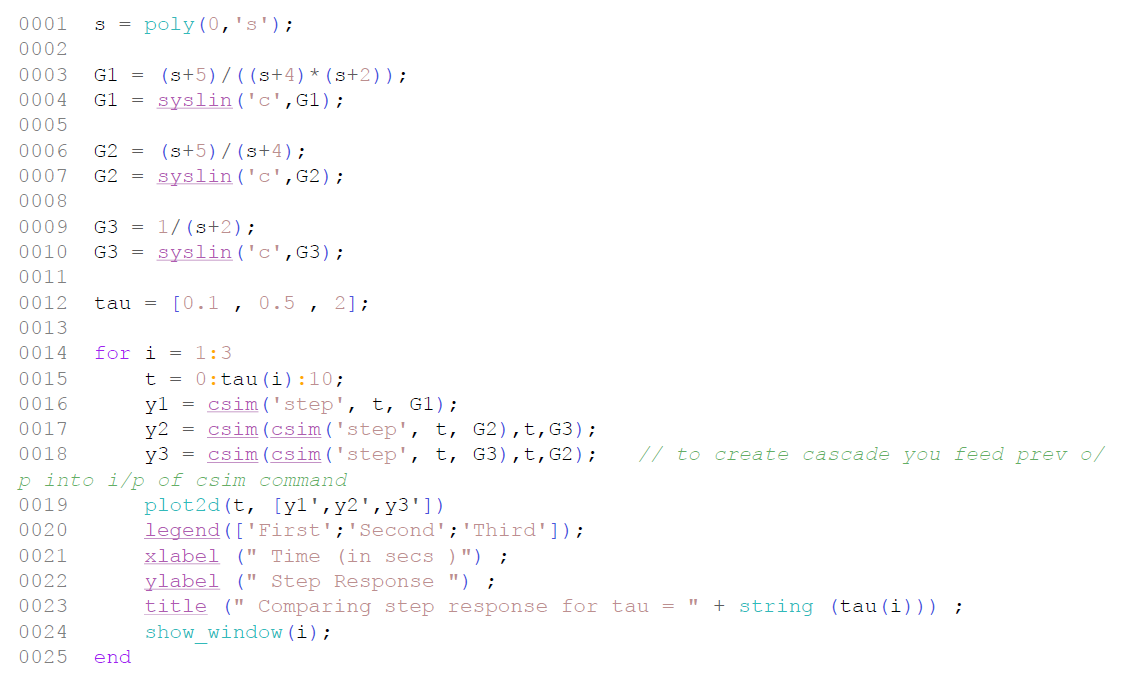 0001 s = poly(0,'s');
0002
0003 G1 = (s+5)/((s+4)*(s+2));
0004 G1 = syslin('c',G1);
0005
0006 G2 = (s+5)/(s+4);
0007 G2 = syslin('c',G2);
0008
0009 G3 = 1/(s+2);
0010 G3 = syslin('c',G3);
0011
0012 tau = [0.1 , 0.5 , 2];
0013
0014 for i = 1:3
0015     t = 0:tau(i):10;
0016     y1 = csim('step', t, G1);
0017     y2 = csim(csim('step', t, G2),t,G3);
0018     y3 = csim(csim('step', t, G3),t,G2);   // to create cascade you feed prev o/
p into i/p of csim command
0019     plot2d(t, [y1',y2',y3'])
0020     legend(['First';'Second';'Third']);
0021     xlabel (" Time (in secs )") ;
0022     ylabel (" Step Response ") ;
0023     title (" Comparing step response for tau = " + string (tau(i))) ;
0024     show_window(i);
0025 end